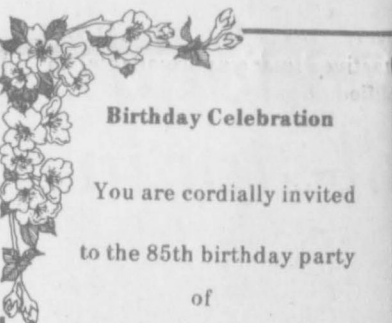 Birthday Celebration
You are cordially invited
to the 85th birthday party
of